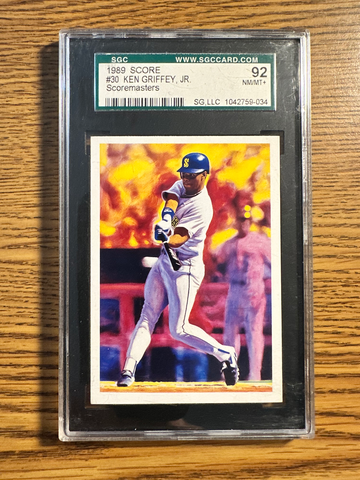 SGC WWW.SGCCARD.COM
1989 SCORE 92
#30 KEN GRIFFEY, JR. NM/MT+
Scoremasters
SG, LLC 1042759-034
S